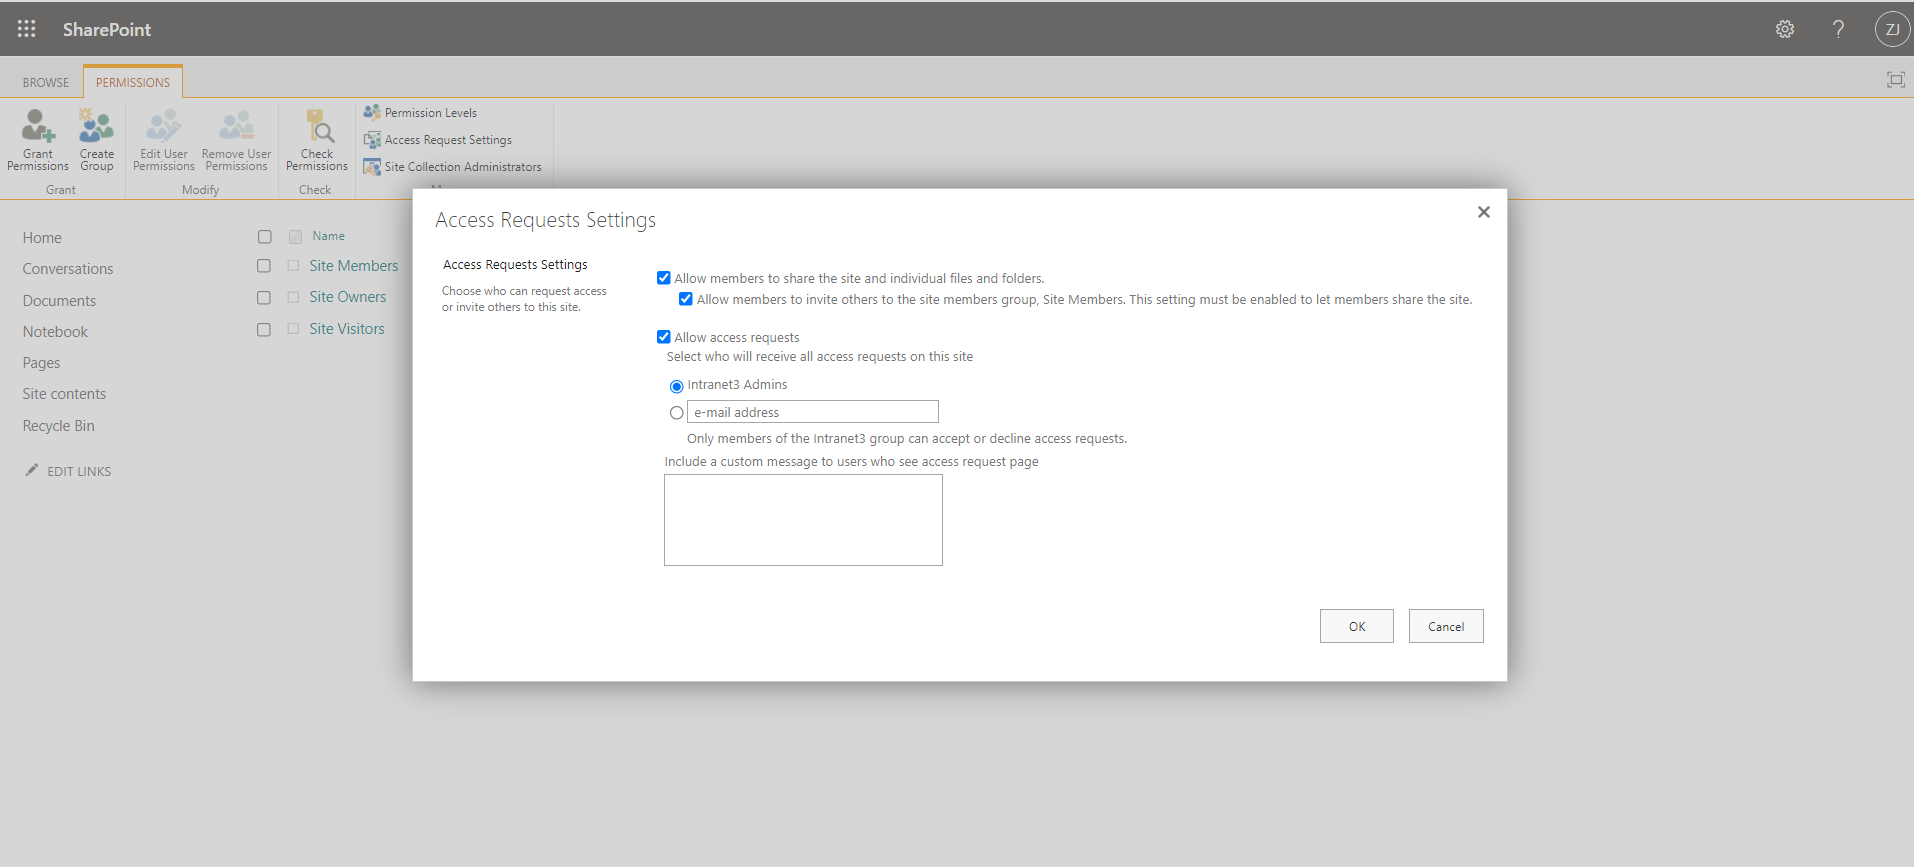 SharePoint
?
ZJ
BROWSE
PERMISSIONS
Grant
Permissions
Create
Group
Edit User
Permissions
Remove User
Permissions
Check
Permissions
Permission Levels
Access Request Settings
Site Collection Administrators
Grant
Modify
Check
Home
Conversations
Documents
Notebook
Pages
Site contents
Recycle Bin
EDIT LINKS
Name
Site Members
Site Owners
Site Visitors
Access Requests Settings
Access Requests Settings
Choose who can request access
or invite others to this site.
Allow members to share the site and individual files and folders.
Allow members to invite others to the site members group, Site Members. This setting must be enabled to let members share the site.
Allow access requests
Select who will receive all access requests on this site
Intranet3 Admins
e-mail address
Only members of the Intranet3 group can accept or decline access requests.
Include a custom message to users who see access request page
OK
Cancel